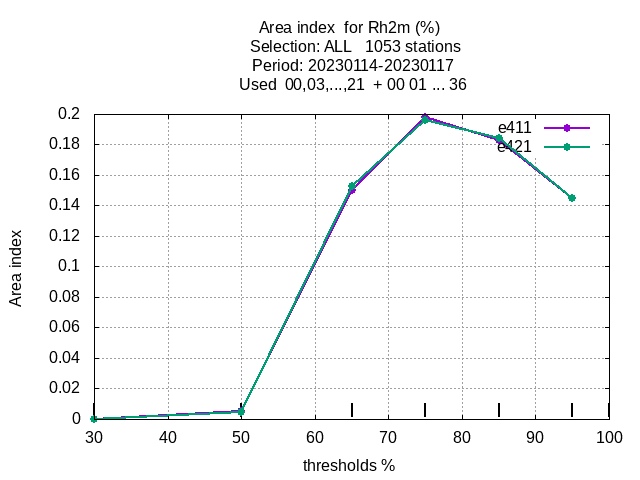 Area index  for Rh2m (%)
Selection: ALL   1053 stations
Period: 20230114-20230117
Used  00,03,...,21  + 00 01 ... 36
0.2
0.18
0.16
0.14
0.12
0.1
0.08
0.06
0.04
0.02
0
Area index
e411
e421
30 40 50 60 70 80 90 100
thresholds %